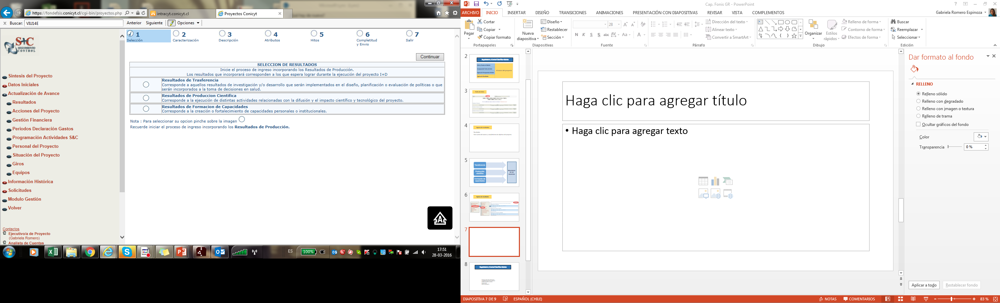 https://fondefsis.conicyt.cl/cgi-bin/proyectos.php
intracyt.conicyt.cl
Proyectos Conicyt
Buscar: VIU14E
Anterior Siguiente Opciones
S+C
SEGUIMIENTO
CONTROL
Síntesis del Proyecto
Datos Iniciales
Actualización de Avance
Resultados
Acciones del Proyecto
Gestión Financiera
Periodos Declaración Gastos
Programación Actividades S&C
Personal del Proyecto
Situación del Proyecto
Giros
Equipos
Información Histórica
Solicitudes
Modulo Gestión
Volver
Contactos
Ejecutivo/a de Proyecto
(Gabriela Romero)
Analista de Cuentas
1 Selección
2 Caracterización
3 Descripción
4 Atributos
5 Hitos
6 Completitud y Envio
7 Salir
Continuar
SELECCION DE RESULTADOS
Inicie el proceso de ingreso incorporando los Resultados de Producción.
Los resultados que incorporará corresponden a los que espera lograr durante la ejecución del proyecto I+D
Resultados de Trasferencia
Corresponde a aquellos resultados de investigación y/o desarrollo que serán implementados en el diseño, planificación o evaluación de políticas o que
serán incorporados a la toma de decisiones en salud.
Resultados de Produccion Cientifica
Corresponde a la ejecución de distintas actividades relacionadas con la difusión y el impacto científico y tecnológico del proyecto.
Resultados de Formacion de Capacidades
Corresponde a la creación o fortalecimiento de capacidades personales o institucionales.
Nota : Para seleccionar su opcion pinche sobre la imagen
Recuerde iniciar el proceso de ingreso incorporando los Resultados de Producción.
ES
100%
17:51
28-03-2016
Cap. Fonis GR - PowerPoint
ARCHIVO INICIO INSERTAR DISEÑO TRANSICIONES ANIMACIONES PRESENTACIÓN CON DIAPOSITIVAS REVISAR VISTA COMPLEMENTOS
Gabriela Romero Espinoza
Pegar
Cortar
Copiar
Copiar formato
Portapapeles
Nueva
diapositiva
Diseño
Restablecer
Sección
Diapositivas
28
N K S S abc AV Aa A
Fuente
Dirección del texto
Alinear texto
Convertir a SmartArt
Párrafo
Organizar
Estilos
rápidos
Relleno de forma
Contorno de forma
Efectos de forma
Dibujo
Buscar
Reemplazar
Seleccionar
Edición
2
3
4
5
Transferencia
Producción
científica
Formación de
capacidades
6
7
8
Haga clic para agregar título
• Haga clic para agregar texto
Dar formato al fondo
RELLENO
Relleno sólido
Relleno con degradado
Relleno con imagen o textura
Relleno de trama
Ocultar gráficos del fondo
Color
Transparencia 0 %
Aplicar a todo
Restablecer fondo
DIAPOSITIVA 7 DE 9
ESPAÑOL (CHILE)
NOTAS
COMENTARIOS
83 %